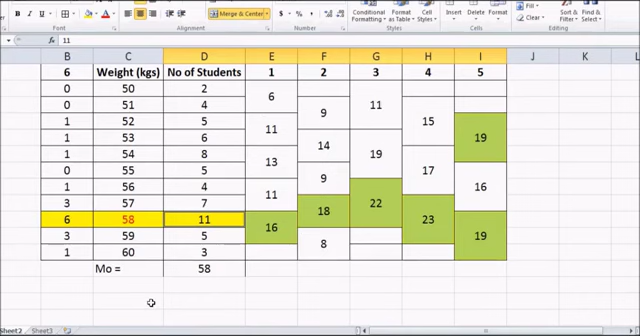 B I U
Merge & Center
$ % ,
Conditional Formatting
Format as Table
Cell Styles
Insert
Delete
Format
Fill
Clear
Sort & Filter
Find & Select
Alignment
Number
Styles
Cells
Editing
fx 11
B C D E F G H I J K L
6 Weight (kgs) No of Students 1 2 3 4 5
0 50 2
6 11
0 51 4
9
1 52 5
11 15 19
1 53 6
14
1 54 8
13 19
0 55 5
9 17
1 56 4
11 16
3 57 7
18 22
6 58 11
16 23 19
3 59 5
8
1 60 3
Mo = 58
Sheet2 Sheet3